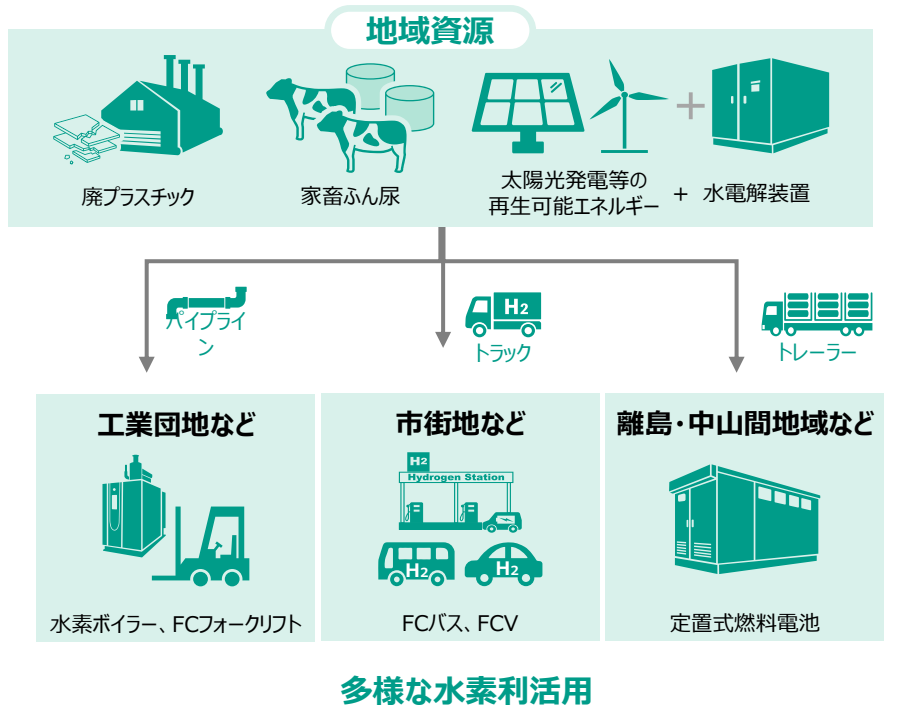 地域資源
廃プラスチック
家畜ふん尿
太陽光発電等の
再生可能エネルギー
+
水電解装置
パイプライ
ン
H2
トラック
トレーラー
工業団地など
水素ボイラー、FCフォークリフト
市街地など
H2
Hydrogen Station
H2
H2
FCバス、FCV
離島・中山間地域など
定置式燃料電池
多様な水素利活用